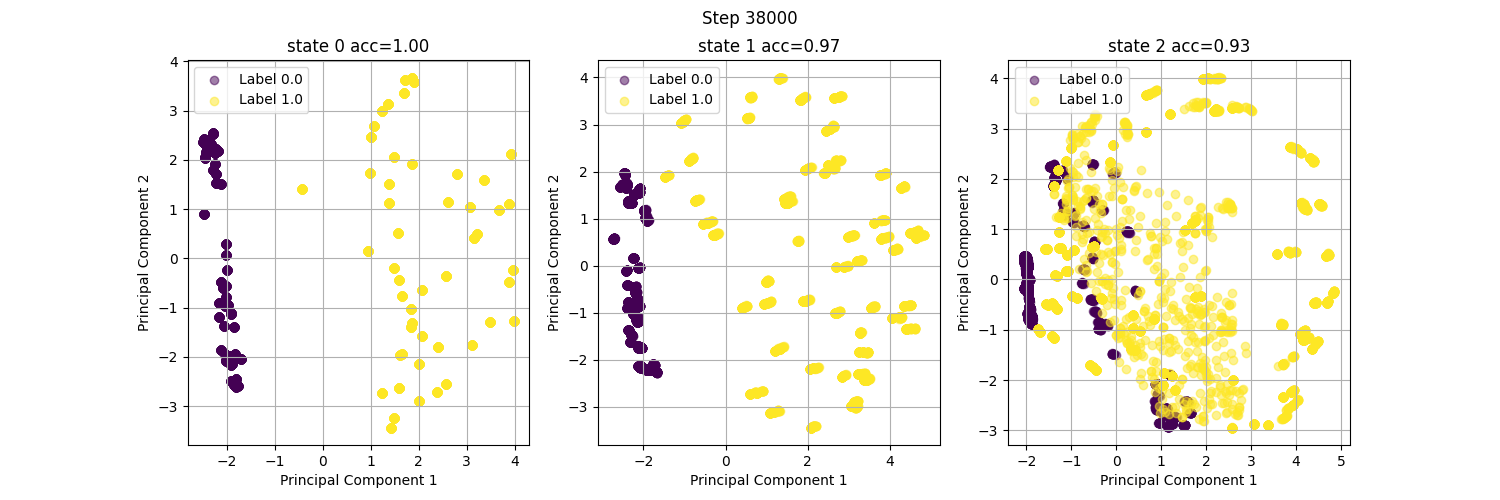 Step 38000
state 0 acc=1.00
Label 0.0
Label 1.0
Principal Component 2
4
3
2
1
0
−1
−2
−3
−2
−1
0
1
2
3
4
Principal Component 1
state 1 acc=0.97
Label 0.0
Label 1.0
Principal Component 2
4
3
2
1
0
−1
−2
−3
−2
0
2
4
Principal Component 1
state 2 acc=0.93
Label 0.0
Label 1.0
Principal Component 2
4
3
2
1
0
−1
−2
−3
−2
−1
0
1
2
3
4
5
Principal Component 1